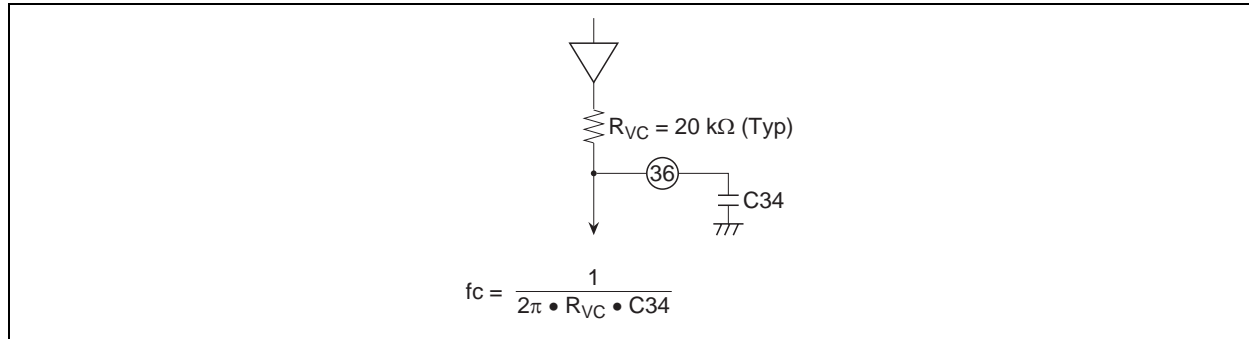 R_VC = 20 kΩ (Typ)
36
C34
fc = 1 / 2π • R_VC • C34